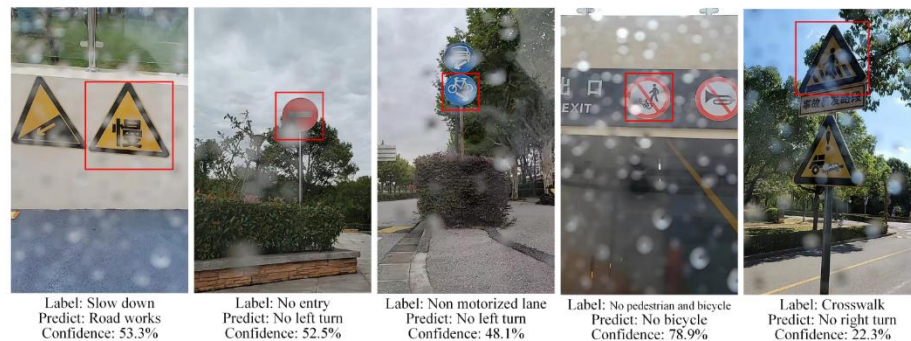 慢
出口
EXIT
Label: Slow down
Predict: Road works
Confidence: 53.3%
Label: No entry
Predict: No left turn
Confidence: 52.5%
Label: Non motorized lane
Predict: No left turn
Confidence: 48.1%
Label: No pedestrian and bicycle
Predict: No bicycle
Confidence: 78.9%
Label: Crosswalk
Predict: No right turn
Confidence: 22.3%